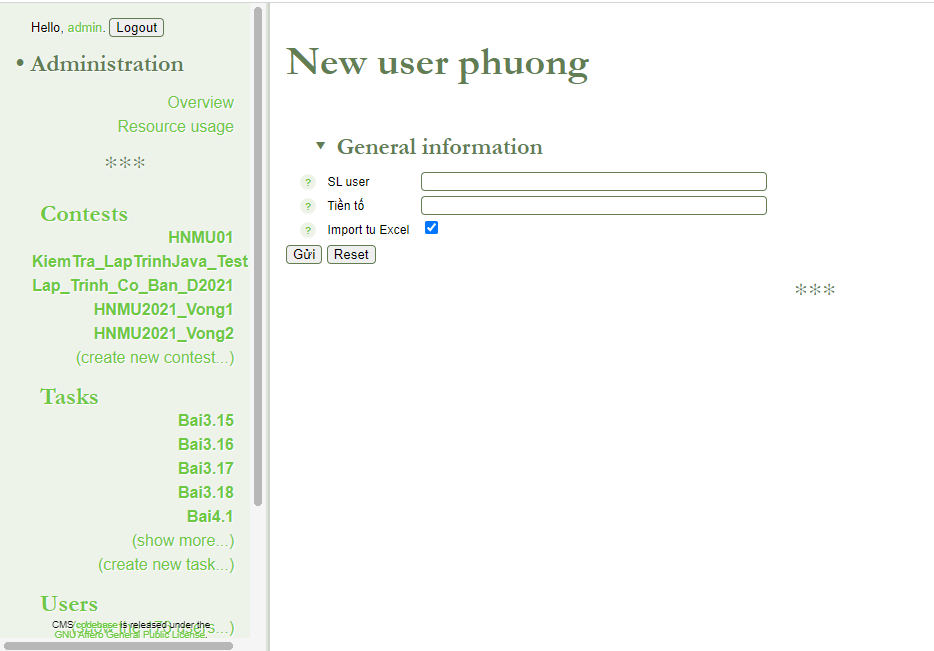 Hello, admin. Logout
• Administration
Overview
Resource usage
***
Contests
HNMU01
KiemTra_LapTrinhJava_Test
Lap_Trinh_Co_Ban_D2021
HNMU2021_Vong1
HNMU2021_Vong2
(create new contest...)
Tasks
Bai3.15
Bai3.16
Bai3.17
Bai3.18
Bai4.1
(show more...)
(create new task...)
Users
CMS codebase is released under the
GNU Affero General Public License.
New user phuong
▼ General information
? SL user
? Tiền tố
? Import tu Excel
Gửi Reset
***